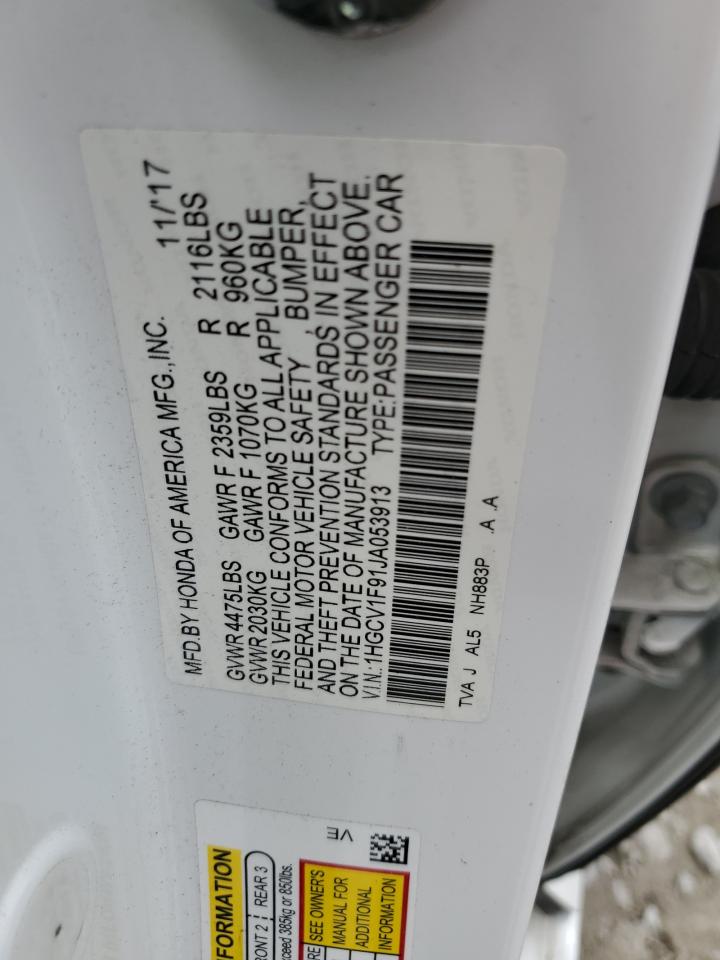 MFD.BY HONDA OF AMERICA MFG.,INC. 11/'17
GVWR 4475LBS GAWR F 2359LBS R 2116LBS
GVWR 2030KG GAWR F 1070KG R 960KG
THIS VEHICLE CONFORMS TO ALL APPLICABLE
FEDERAL MOTOR VEHICLE SAFETY , BUMPER,
AND THEFT PREVENTION STANDARDS IN EFFECT
ON THE DATE OF MANUFACTURE SHOWN ABOVE.
V.I.N.:1HGCV1F91JA053913 TYPE:PASSENGER CAR
TVA J AL5 NH883P .A .A
VE
FORMATION
RONT 2 REAR 3
xceed 385kg or 850lbs.
RE SEE OWNER'S
MANUAL FOR
ADDITIONAL
INFORMATION